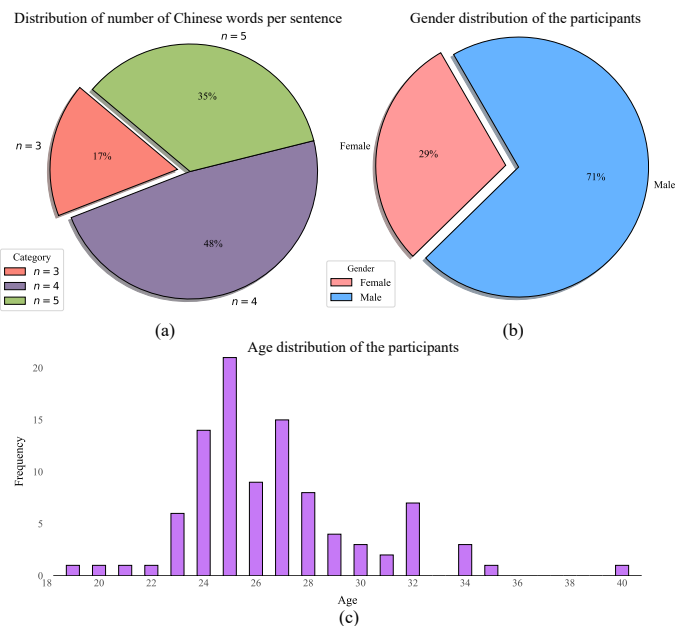 Distribution of number of Chinese words per sentence
n = 5
35%
n = 3
17%
48%
n = 4
Category
n = 3
n = 4
n = 5
(a)
Gender distribution of the participants
Female
29%
71%
Male
Gender
Female
Male
(b)
Age distribution of the participants
Frequency
20
15
10
5
0
18 20 22 24 26 28 30 32 34 36 38 40
Age
(c)